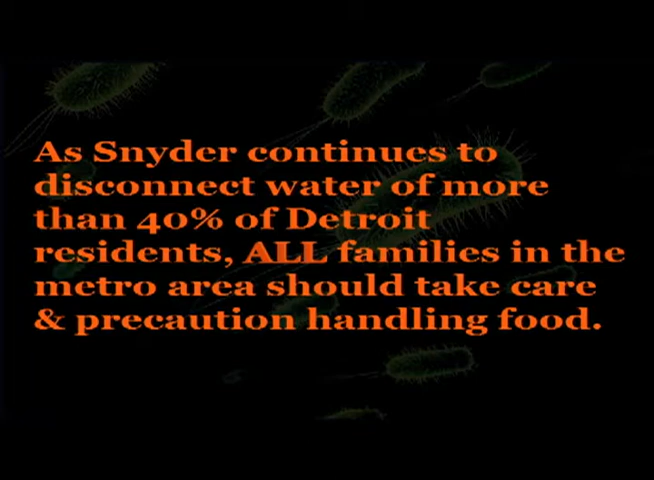 As Snyder continues to
disconnect water of more
than 40% of Detroit
residents, ALL families in the
metro area should take care
& precaution handling food.